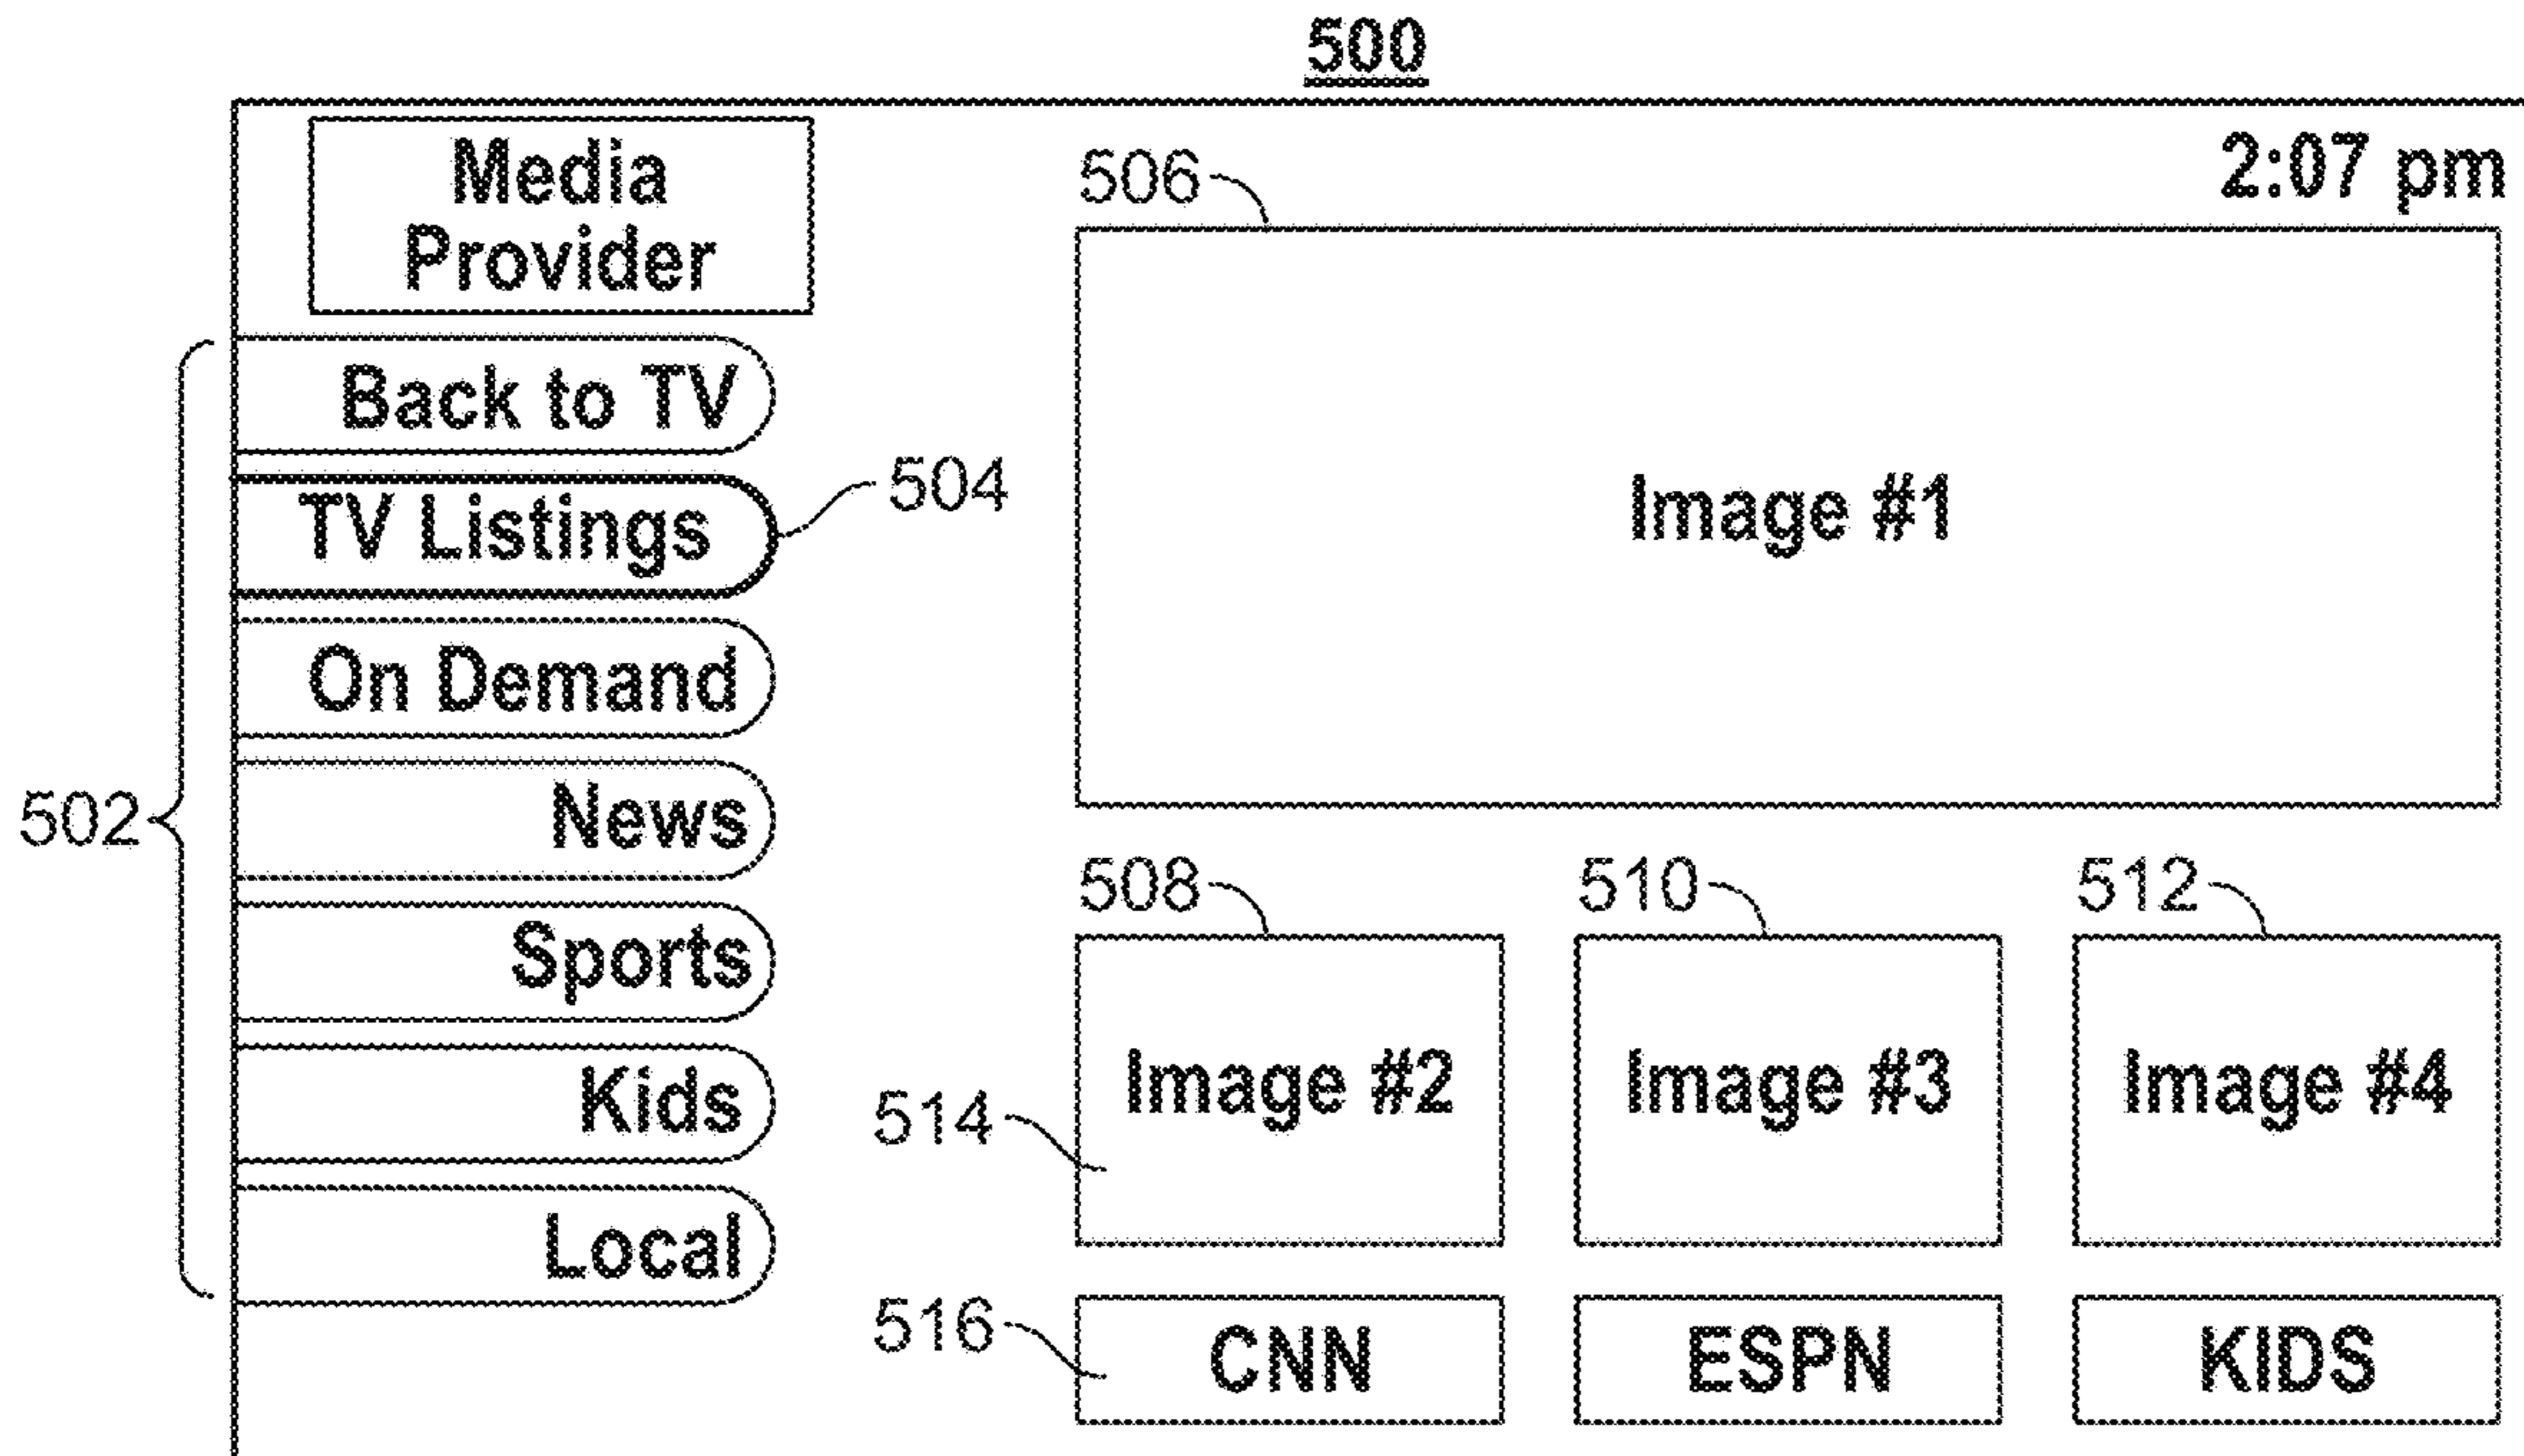 500
2:07 pm
Media
Provider
506
Back to TV
TV Listings
504
Image #1
On Demand
News
502
508
510
512
Sports
Image #2
Image #3
Image #4
Kids
514
Local
516
CNN
ESPN
KIDS